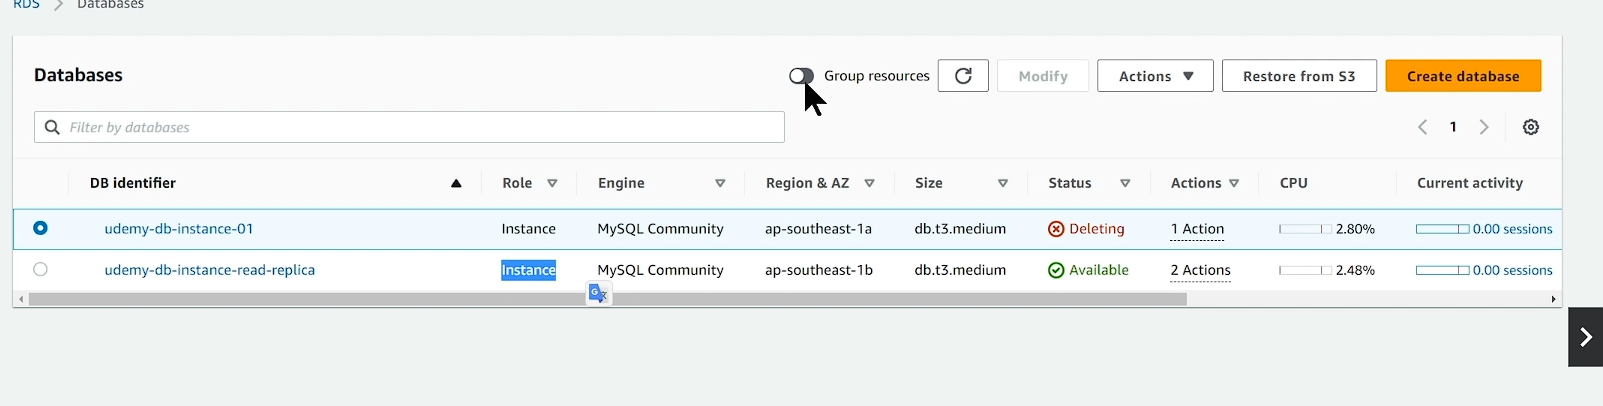 RDS > Databases
Databases
Group resources
Modify
Actions
Restore from S3
Create database
Filter by databases
1
DB identifier Role Engine Region & AZ Size Status Actions CPU Current activity
udemy-db-instance-01 Instance MySQL Community ap-southeast-1a db.t3.medium Deleting 1 Action 2.80% 0.00 sessions
udemy-db-instance-read-replica Instance MySQL Community ap-southeast-1b db.t3.medium Available 2 Actions 2.48% 0.00 sessions